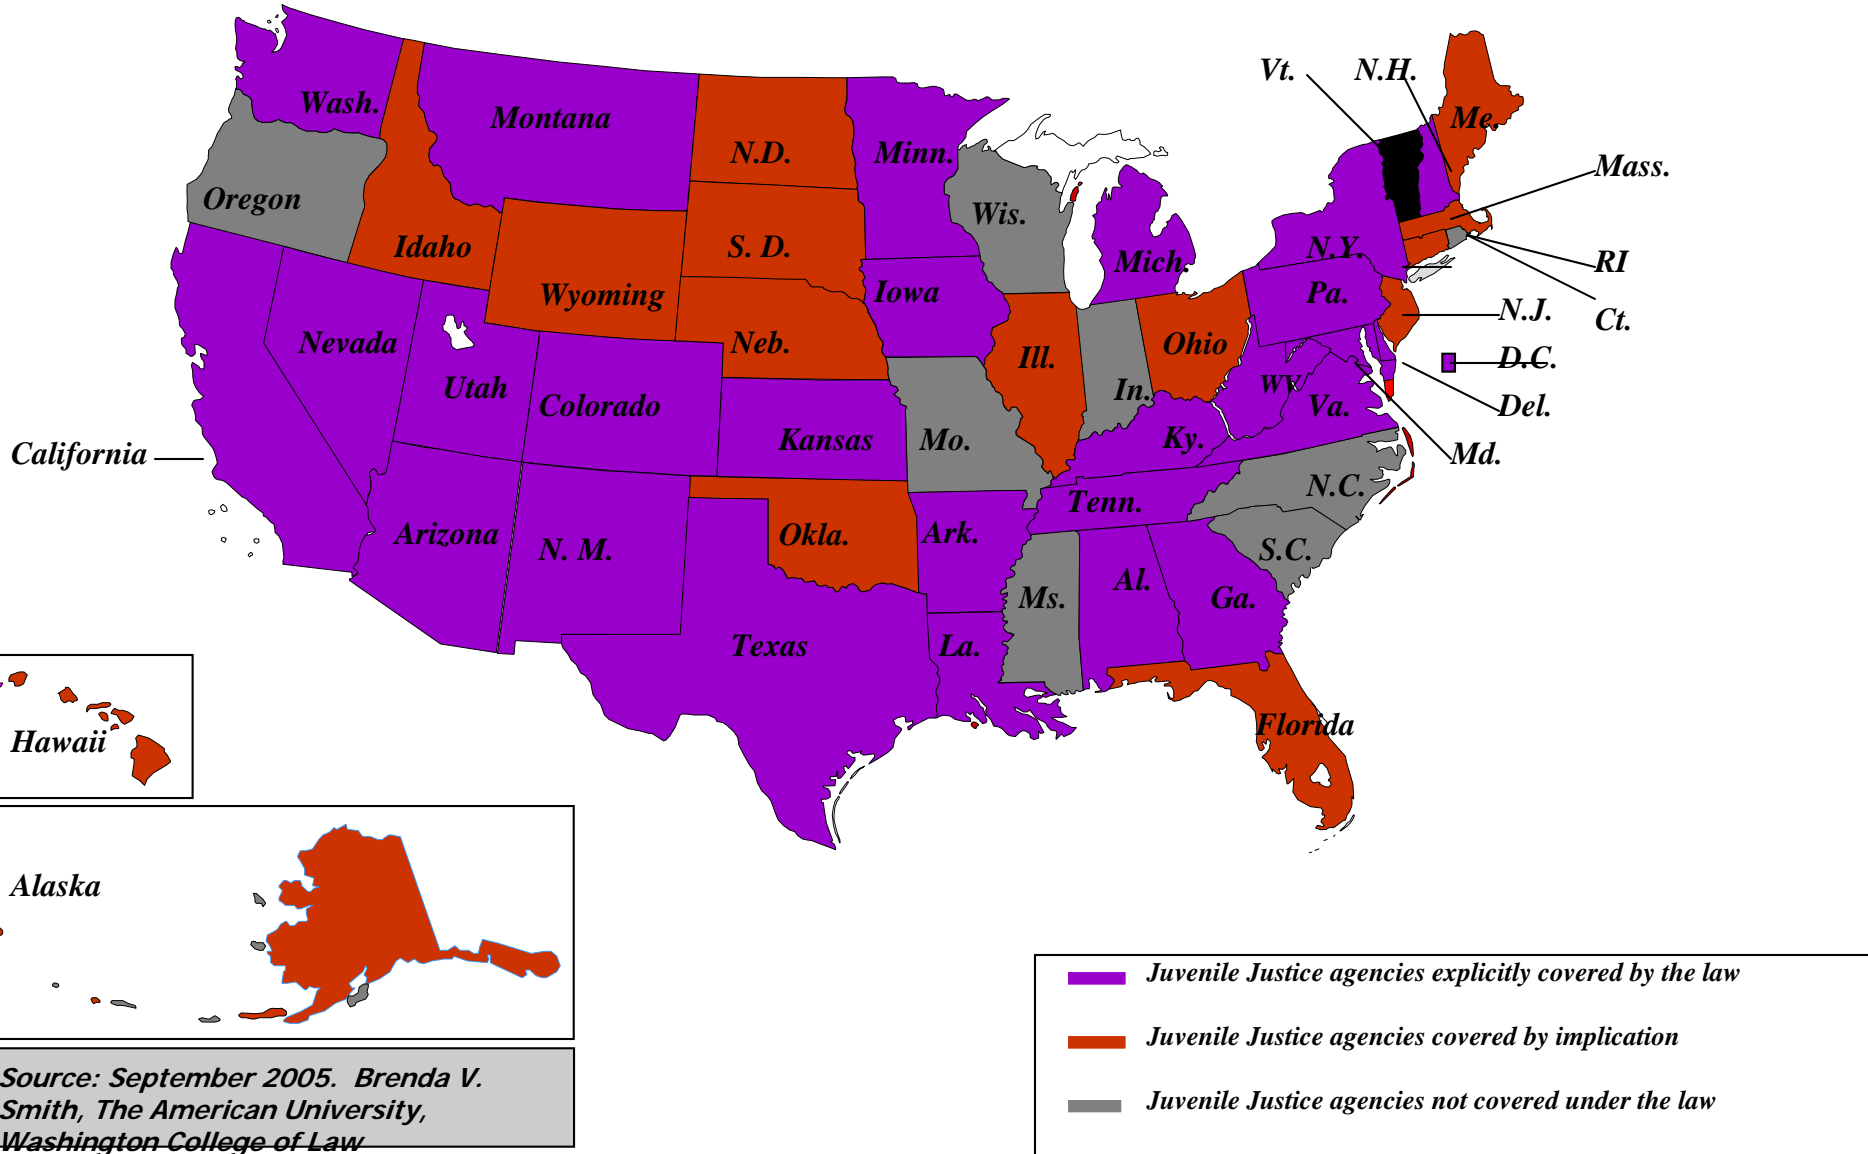 Vt.
N.H.
Me.
Wash.
Montana
N.D.
Minn.
Mass.
Oregon
Wis.
Idaho
S. D.
N.Y.
Mich.
RI
Wyoming
Iowa
Pa.
N.J.
Ct.
Nevada
Neb.
Ill.
Ohio
D.C.
Utah
Colorado
In.
WV
Va.
Del.
California
Kansas
Mo.
Ky.
Md.
N.C.
Tenn.
Arizona
N. M.
Okla.
Ark.
S.C.
Al.
Ms.
Ga.
Texas
La.
Florida
Hawaii
Alaska
Juvenile Justice agencies explicitly covered by the law
Juvenile Justice agencies covered by implication
Juvenile Justice agencies not covered under the law
Source: September 2005. Brenda V.
Smith, The American University,
Washington College of Law